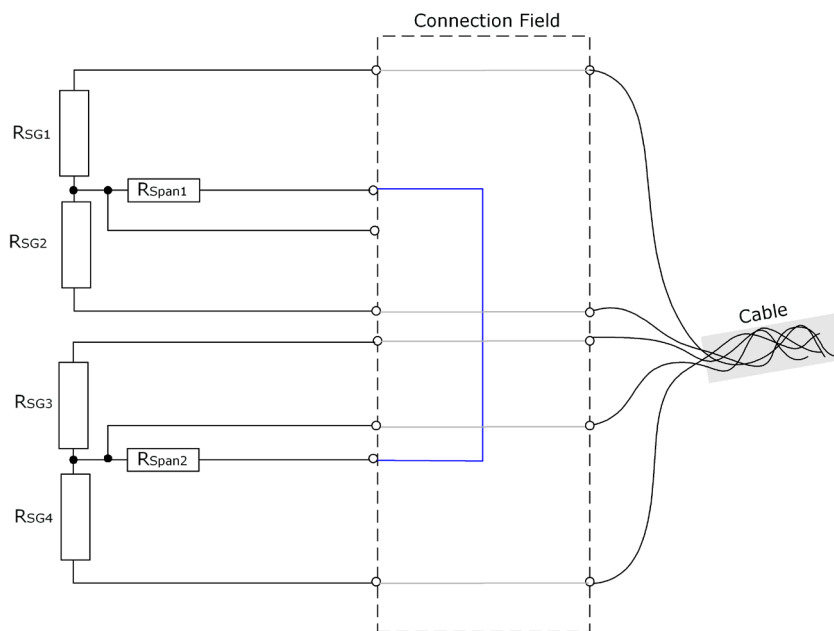 Connection Field
RSG1
RSpan1
RSG2
Cable
RSG3
RSpan2
RSG4